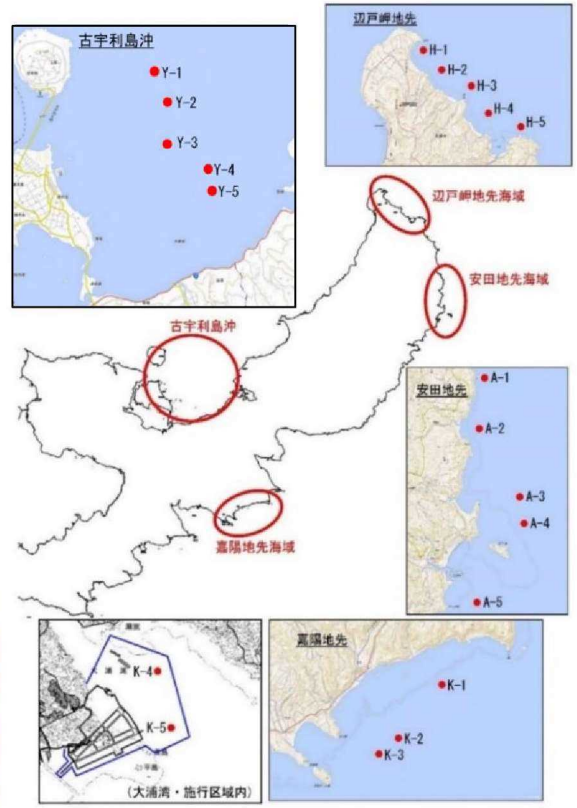 古宇利島沖
Y-1
Y-2
Y-3
Y-4
Y-5
辺戸岬地先
H-1
H-2
H-3
H-4
H-5
辺戸岬地先海域
安田地先海域
古宇利島沖
嘉陽地先海域
安田地先
A-1
A-2
A-3
A-4
A-5
K-4
K-5
(大浦湾・施行区域内)
嘉陽地先
K-1
K-2
K-3